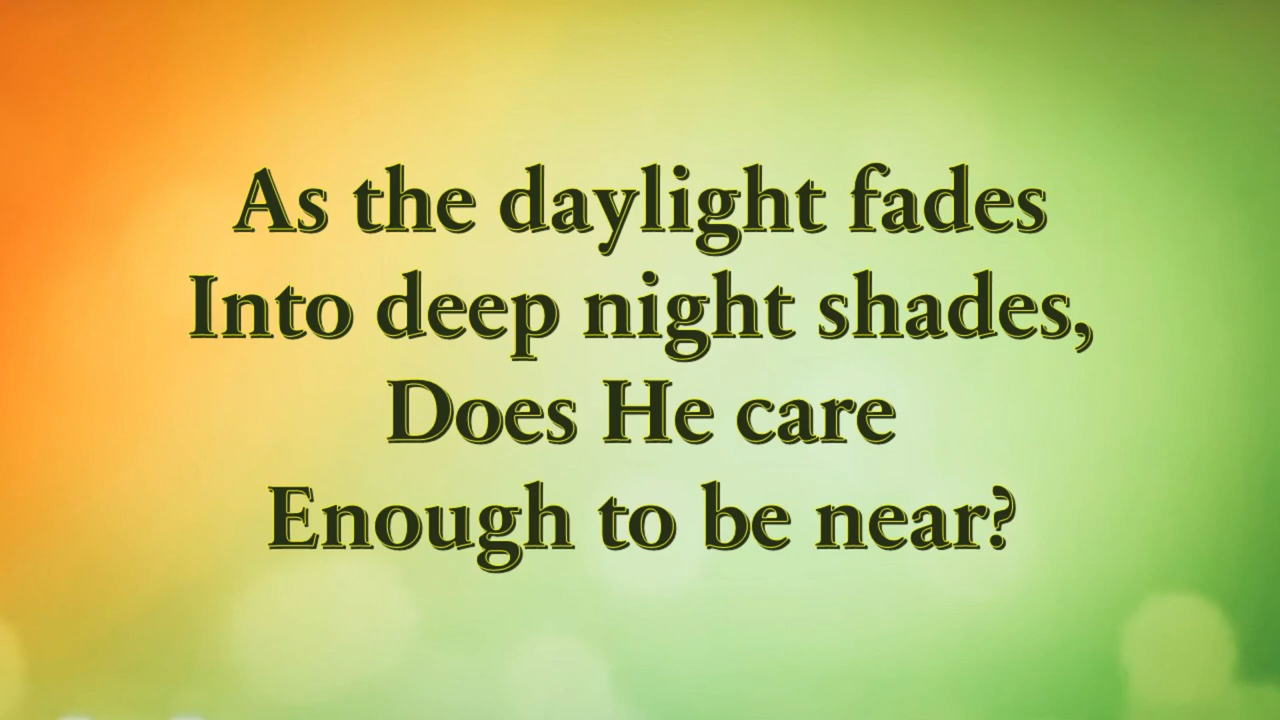 As the daylight fades
Into deep night shades,
Does He care
Enough to be near?